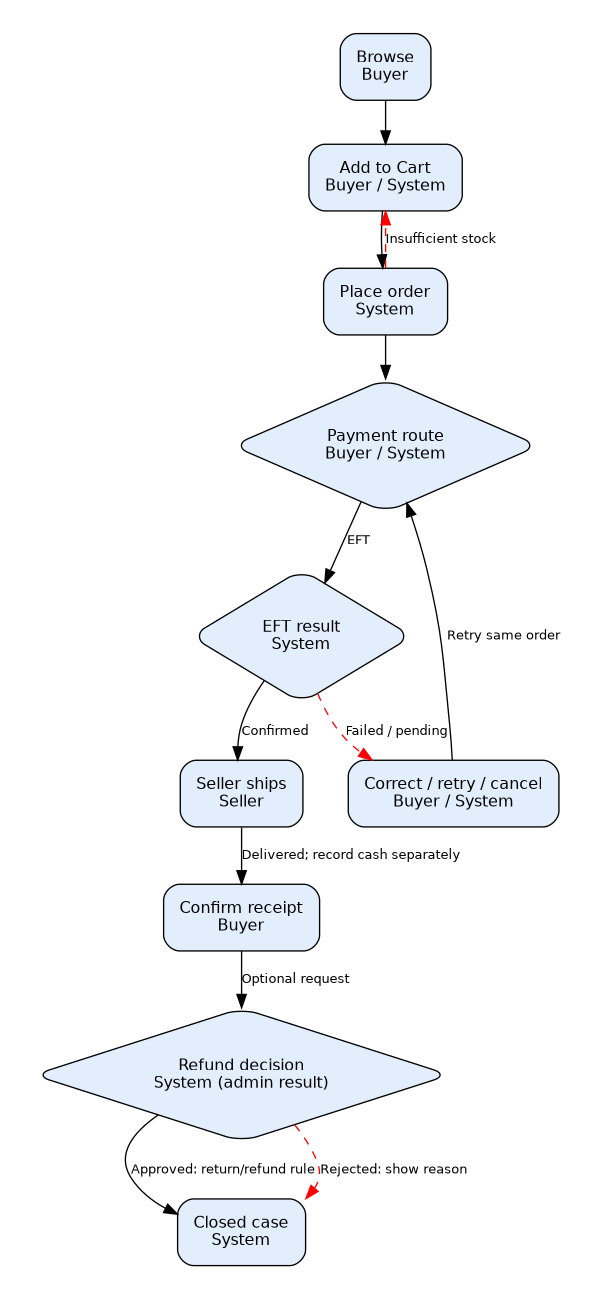 Browse
Buyer
Add to Cart
Buyer / System
Insufficient stock
Place order
System
Payment route
Buyer / System
EFT
EFT result
System
Retry same order
Confirmed
Failed / pending
Seller ships
Seller
Correct / retry / cancel
Buyer / System
Delivered; record cash separately
Confirm receipt
Buyer
Optional request
Refund decision
System (admin result)
Approved: return/refund rule
Rejected: show reason
Closed case
System